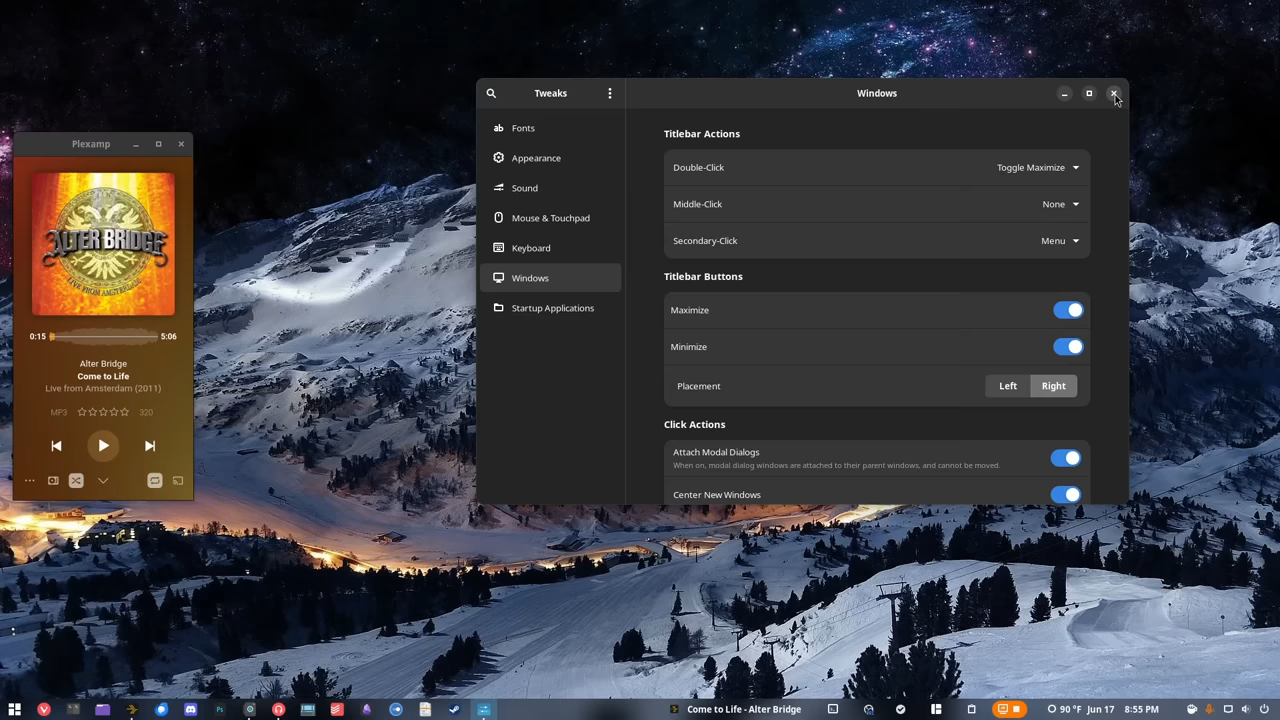 Plexamp
ALTER BRIDGE
LIVE FROM AMSTERDAM
0:15
5:06
Alter Bridge
Come to Life
Live from Amsterdam (2011)
MP3
320
Tweaks
Fonts
Appearance
Sound
Mouse & Touchpad
Keyboard
Windows
Startup Applications
Windows
Titlebar Actions
Double-Click Toggle Maximize
Middle-Click None
Secondary-Click Menu
Titlebar Buttons
Maximize
Minimize
Placement Left Right
Click Actions
Attach Modal Dialogs
When on, modal dialog windows are attached to their parent windows, and cannot be moved.
Center New Windows
Ps
Come to Life - Alter Bridge
90 °F Jun 17 8:55 PM